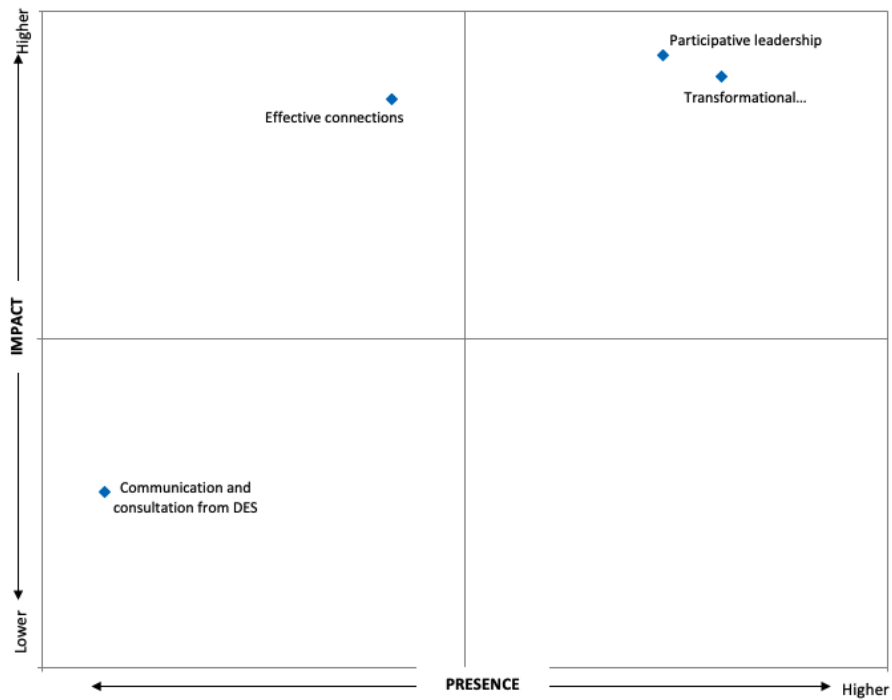 Higher
Participative leadership
Transformational…
Effective connections
IMPACT
Communication and
consultation from DES
Lower
PRESENCE
Higher